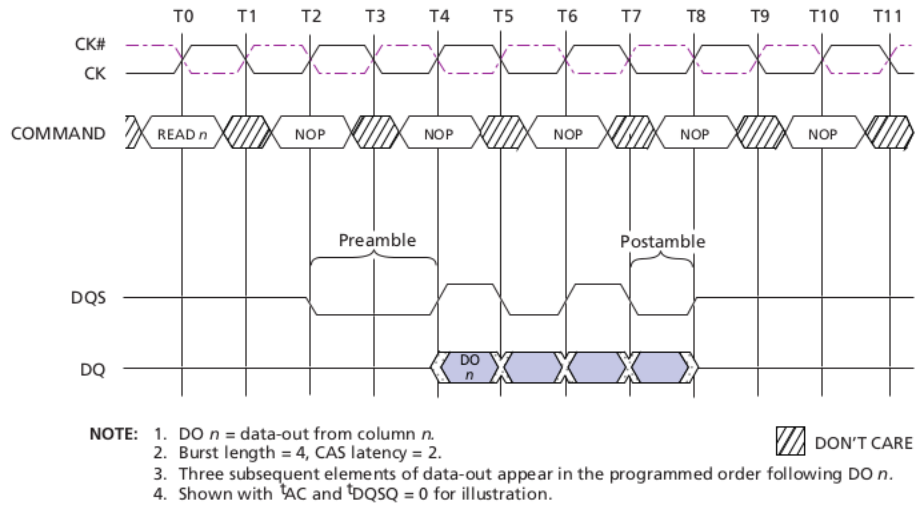 T0 T1 T2 T3 T4 T5 T6 T7 T8 T9 T10 T11
CK#
CK
COMMAND READ n NOP NOP NOP NOP NOP
Preamble Postamble
DQS
DQ DO
n
NOTE: 1. DO n = data-out from column n.
2. Burst length = 4, CAS latency = 2.
3. Three subsequent elements of data-out appear in the programmed order following DO n.
4. Shown with tAC and tDQSQ = 0 for illustration.
DON'T CARE